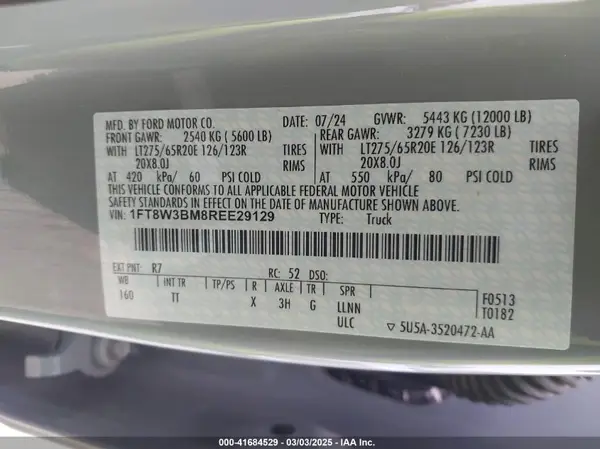 MFD. BY FORD MOTOR CO.
DATE: 07/24 GVWR: 5443 KG (12000 LB)
FRONT GAWR: 2540 KG (5600 LB)
REAR GAWR: 3279 KG (7230 LB)
WITH LT275/65R20E 126/123R TIRES
WITH LT275/65R20E 126/123R TIRES
20X8.0J RIMS
20X8.0J RIMS
AT 420 kPa/ 60 PSI COLD
AT 550 kPa/ 80 PSI COLD
THIS VEHICLE CONFORMS TO ALL APPLICABLE FEDERAL MOTOR VEHICLE
SAFETY STANDARDS IN EFFECT ON THE DATE OF MANUFACTURE SHOWN ABOVE.
VIN: 1FT8W3BM8REE29129 TYPE: Truck
EXT PNT: R7 RC: 52 DSO:
WB INT TR TP/PS R AXLE TR SPR
160 TT X 3H G LLNN
ULC
F0513
T0182
▽ 5U5A-3520472-AA
000-41684529 - 03/03/2025 - IAA Inc.